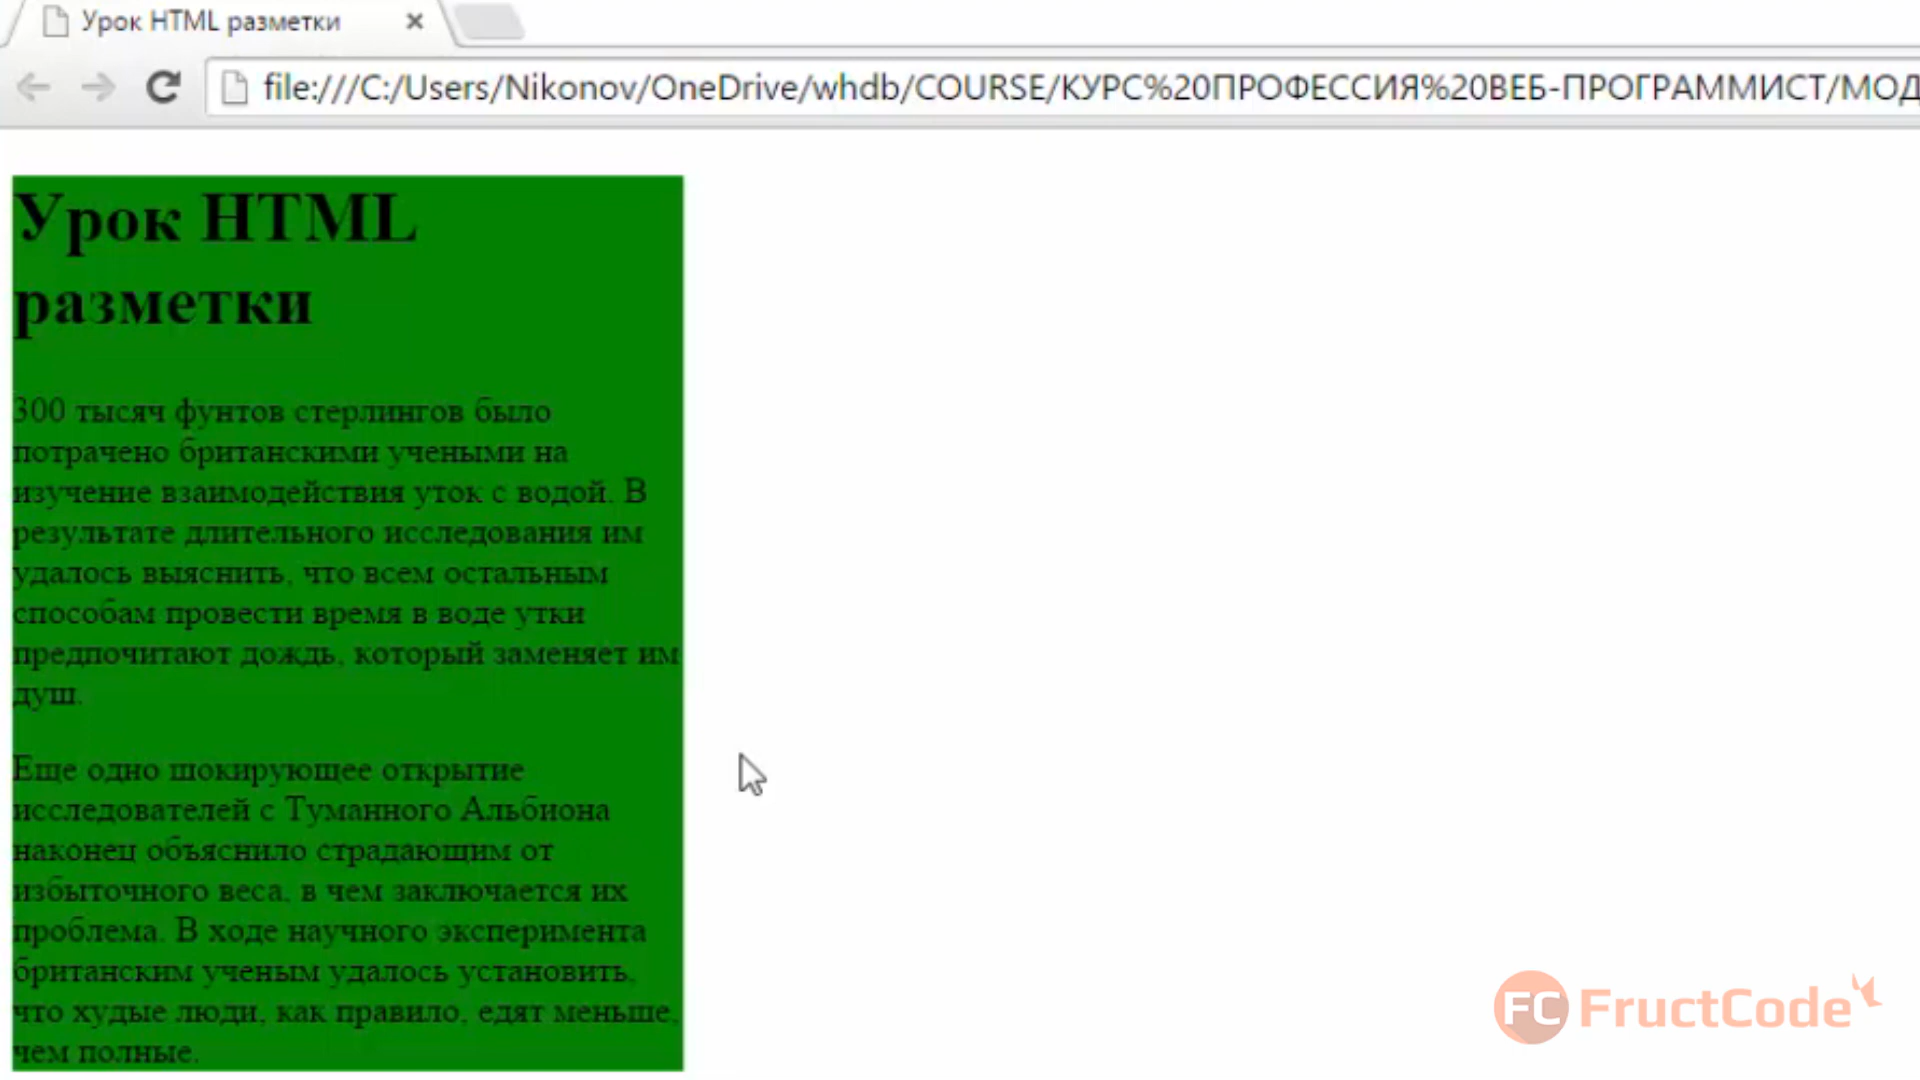 Урок HTML разметки
file:///C:/Users/Nikonov/OneDrive/whdb/COURSE/КУРС%20ПРОФЕССИЯ%20ВЕБ-ПРОГРАММИСТ/МОД
Урок HTML
разметки
300 тысяч фунтов стерлингов было
потрачено британскими учеными на
изучение взаимодействия уток с водой. В
результате длительного исследования им
удалось выяснить, что всем остальным
способам провести время в воде утки
предпочитают дождь, который заменяет им
душ.
Еще одно шокирующее открытие
исследователей с Туманного Альбиона
наконец объяснило страдающим от
избыточного веса, в чем заключается их
проблема. В ходе научного эксперимента
британским ученым удалось установить,
что худые люди, как правило, едят меньше,
чем полные.
FC FructCode